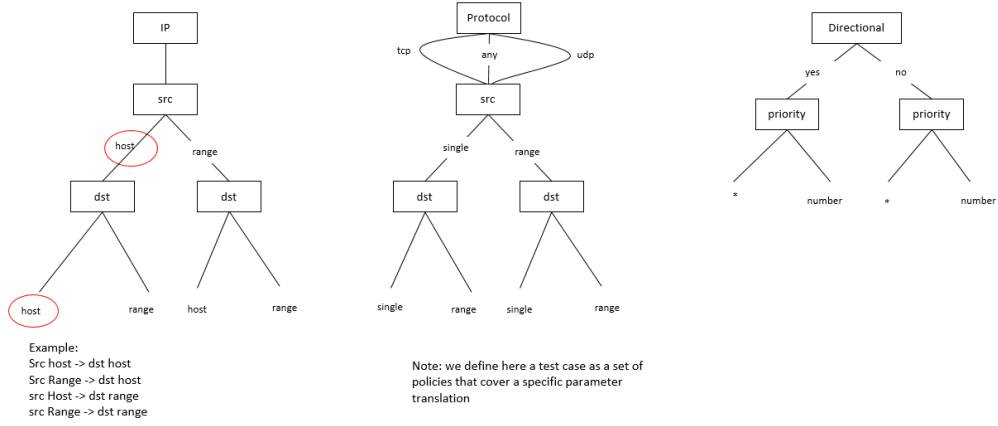 IP
src
host
range
dst
dst
host
range
host
range
Example:
Src host -> dst host
Src Range -> dst host
src Host -> dst range
src Range -> dst range
Protocol
tcp
any
udp
src
single
range
dst
dst
single
range
single
range
Note: we define here a test case as a set of
policies that cover a specific parameter
translation
Directional
yes
no
priority
priority
*
number
*
number